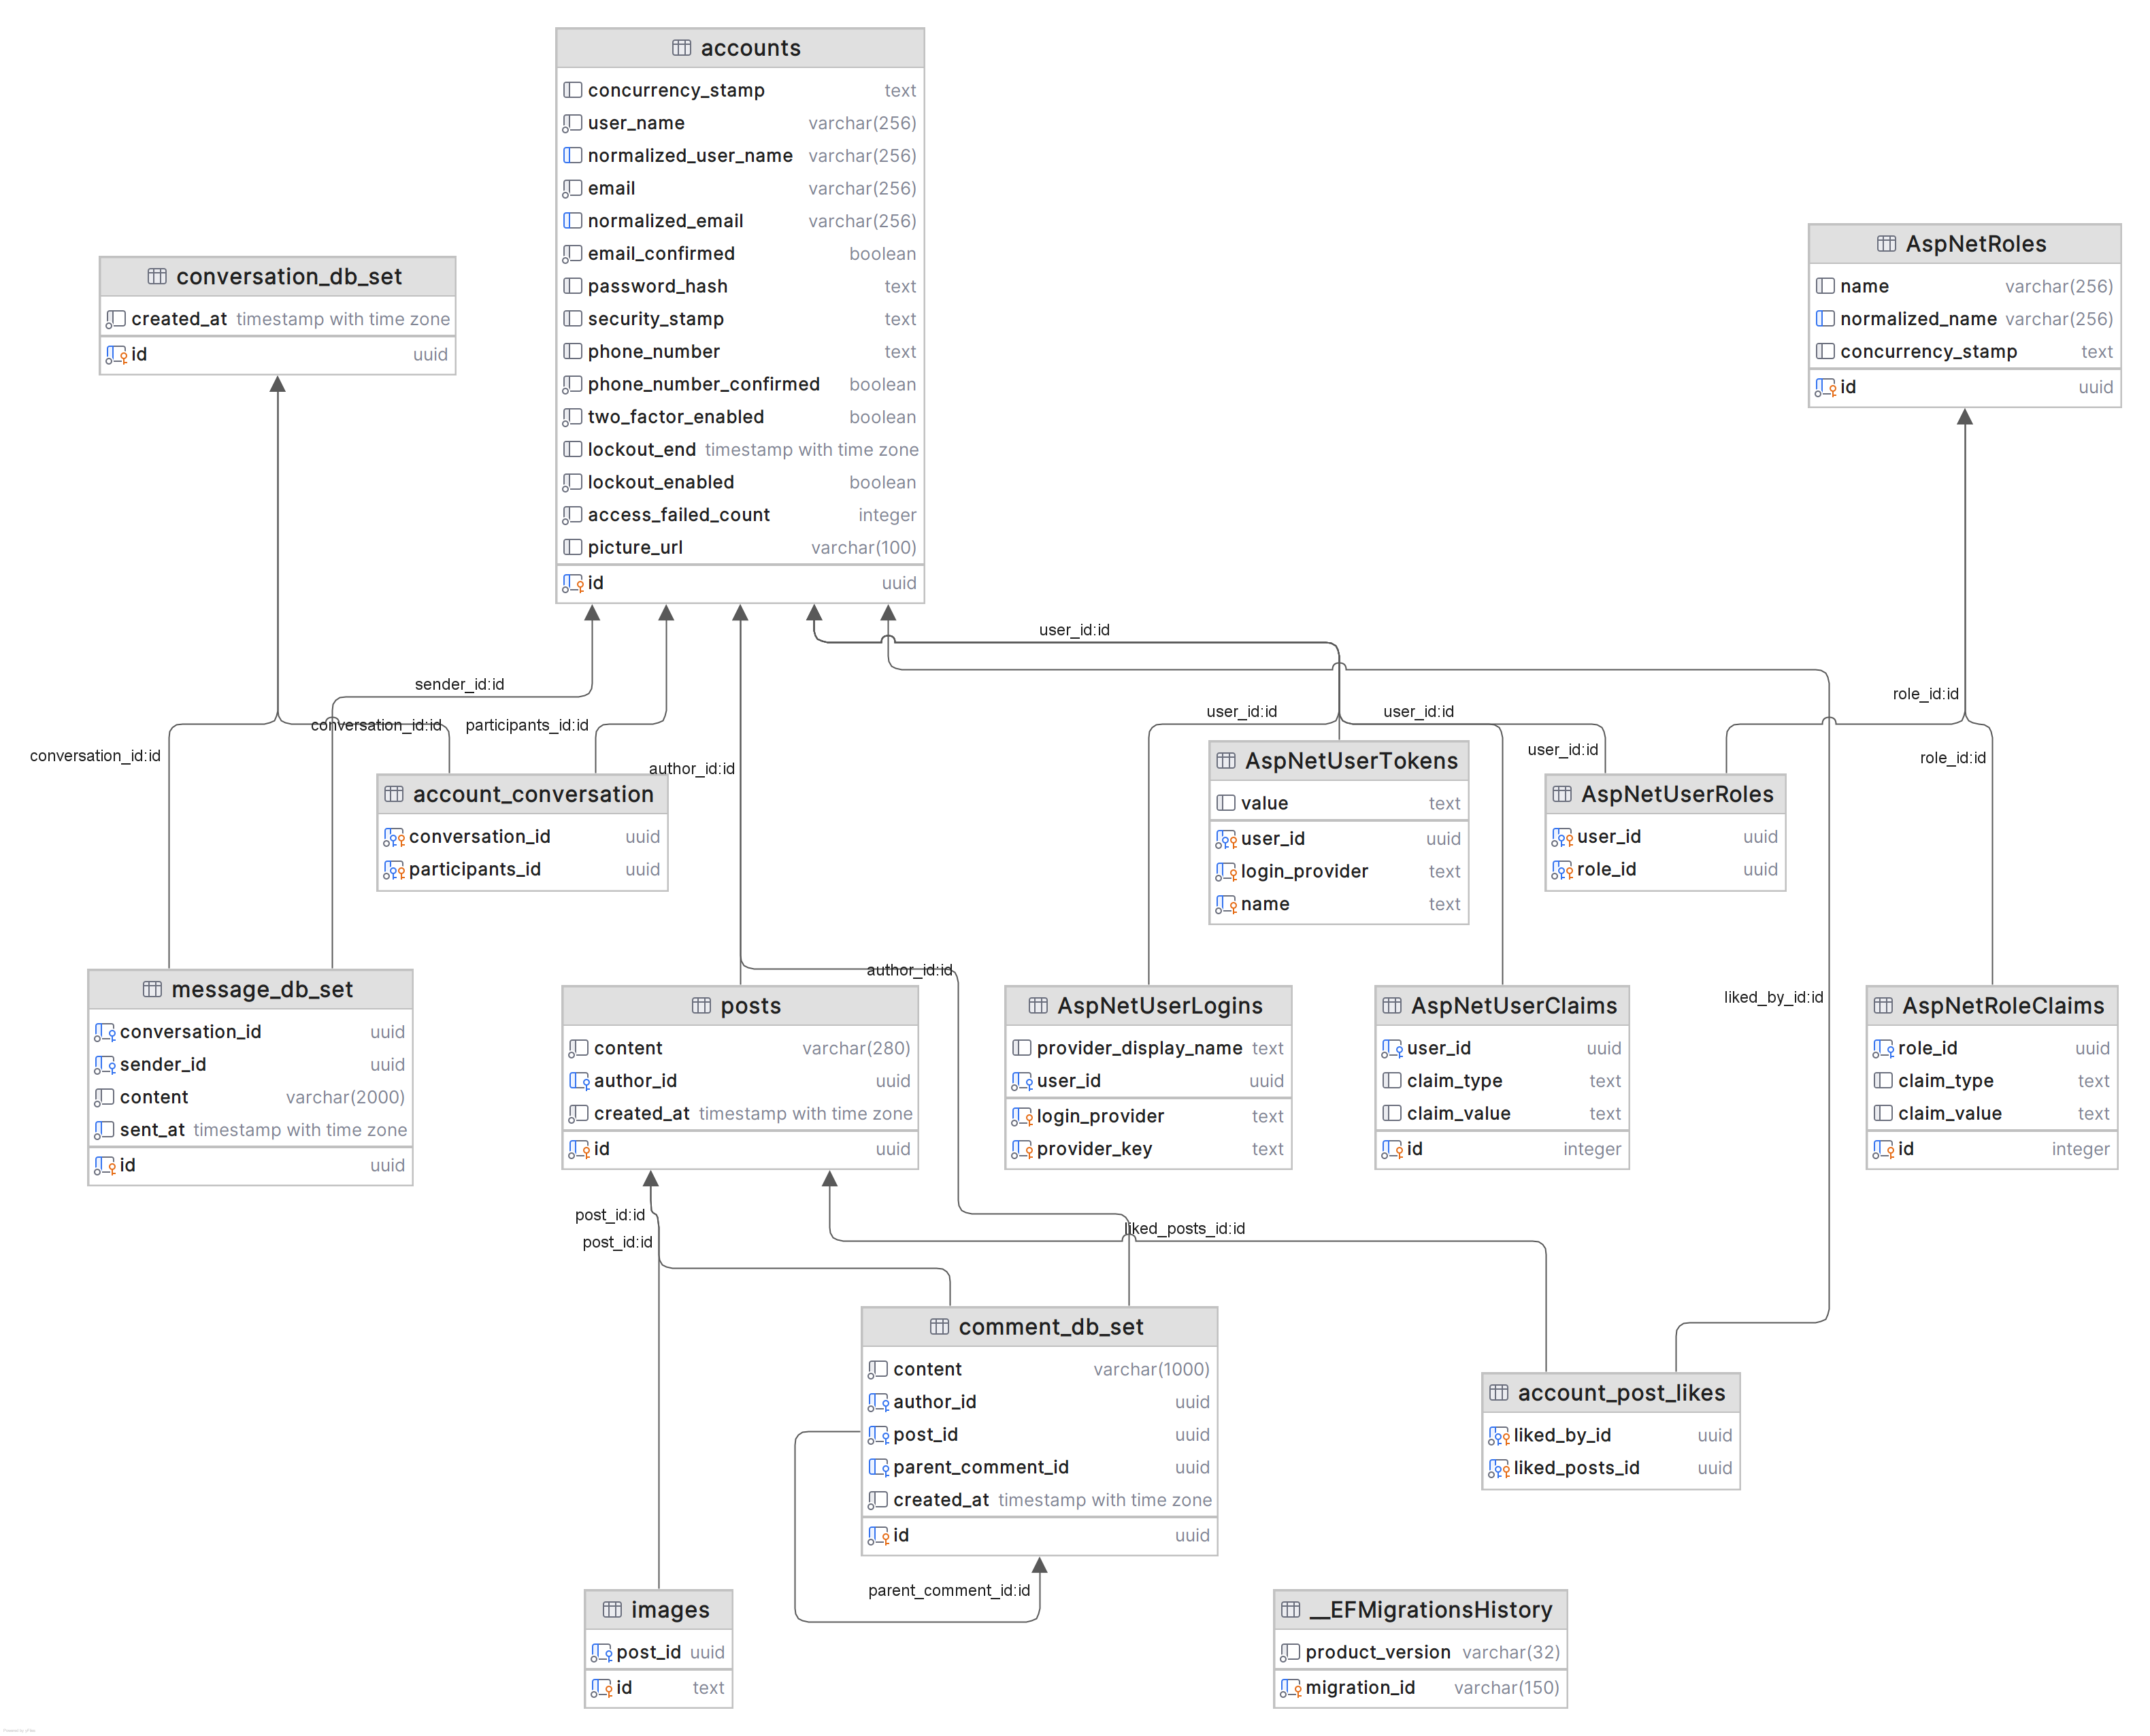 accounts
concurrency_stamp text
user_name varchar(256)
normalized_user_name varchar(256)
email varchar(256)
normalized_email varchar(256)
email_confirmed boolean
password_hash text
security_stamp text
phone_number text
phone_number_confirmed boolean
two_factor_enabled boolean
lockout_end timestamp with time zone
lockout_enabled boolean
access_failed_count integer
picture_url varchar(100)
id uuid
conversation_db_set
created_at timestamp with time zone
id uuid
AspNetRoles
name varchar(256)
normalized_name varchar(256)
concurrency_stamp text
id uuid
user_id:id
sender_id:id
role_id:id
conversation_id:id
participants_id:id
user_id:id
user_id:id
conversation_id:id
author_id:id
user_id:id
role_id:id
account_conversation
conversation_id uuid
participants_id uuid
AspNetUserTokens
value text
user_id uuid
login_provider text
name text
AspNetUserRoles
user_id uuid
role_id uuid
author_id:id
liked_by_id:id
message_db_set
conversation_id uuid
sender_id uuid
content varchar(2000)
sent_at timestamp with time zone
id uuid
posts
content varchar(280)
author_id uuid
created_at timestamp with time zone
id uuid
AspNetUserLogins
provider_display_name text
user_id uuid
login_provider text
provider_key text
AspNetUserClaims
user_id uuid
claim_type text
claim_value text
id integer
AspNetRoleClaims
role_id uuid
claim_type text
claim_value text
id integer
post_id:id
liked_posts_id:id
post_id:id
comment_db_set
content varchar(1000)
author_id uuid
post_id uuid
parent_comment_id uuid
created_at timestamp with time zone
id uuid
account_post_likes
liked_by_id uuid
liked_posts_id uuid
parent_comment_id:id
images
post_id uuid
id text
__EFMigrationsHistory
product_version varchar(32)
migration_id varchar(150)